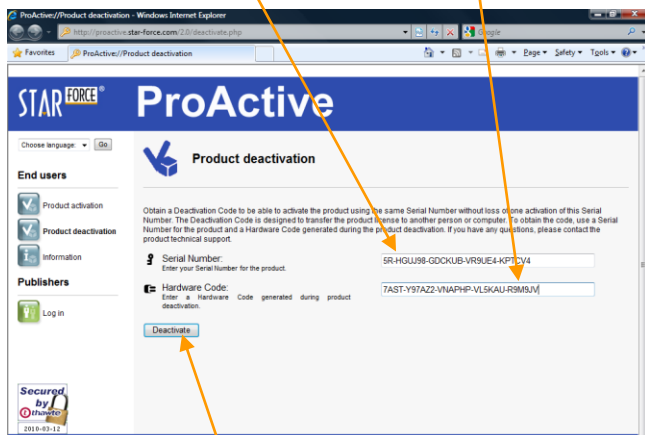 ProActive://Product deactivation - Windows Internet Explorer
http://proactive.star-force.com/2.0/deactivate.php
Google
Favorites
ProActive://Product deactivation
Page
Safety
Tools
STAR FORCE®
ProActive
Choose language:
Go
Product deactivation
End users
Product activation
Product deactivation
Information
Publishers
Log in
Obtain a Deactivation Code to be able to activate the product using the same Serial Number without loss of one activation of this Serial
Number. The Deactivation Code is designed to transfer the product license to another person or computer. To obtain the code, use a Serial
Number for the product and a Hardware Code generated during the product deactivation. If you have any questions, please contact the
product technical support.
Serial Number:
Enter your Serial Number for the product.
5R-HGUJ98-GDCKUB-VR9UE4-KPTCV4
Hardware Code:
Enter a Hardware Code generated during product
deactivation.
7AST-Y97AZ2-VNAPHP-VL5KAU-R9M9JV
Deactivate
Secured
by
thawte
2010-03-12